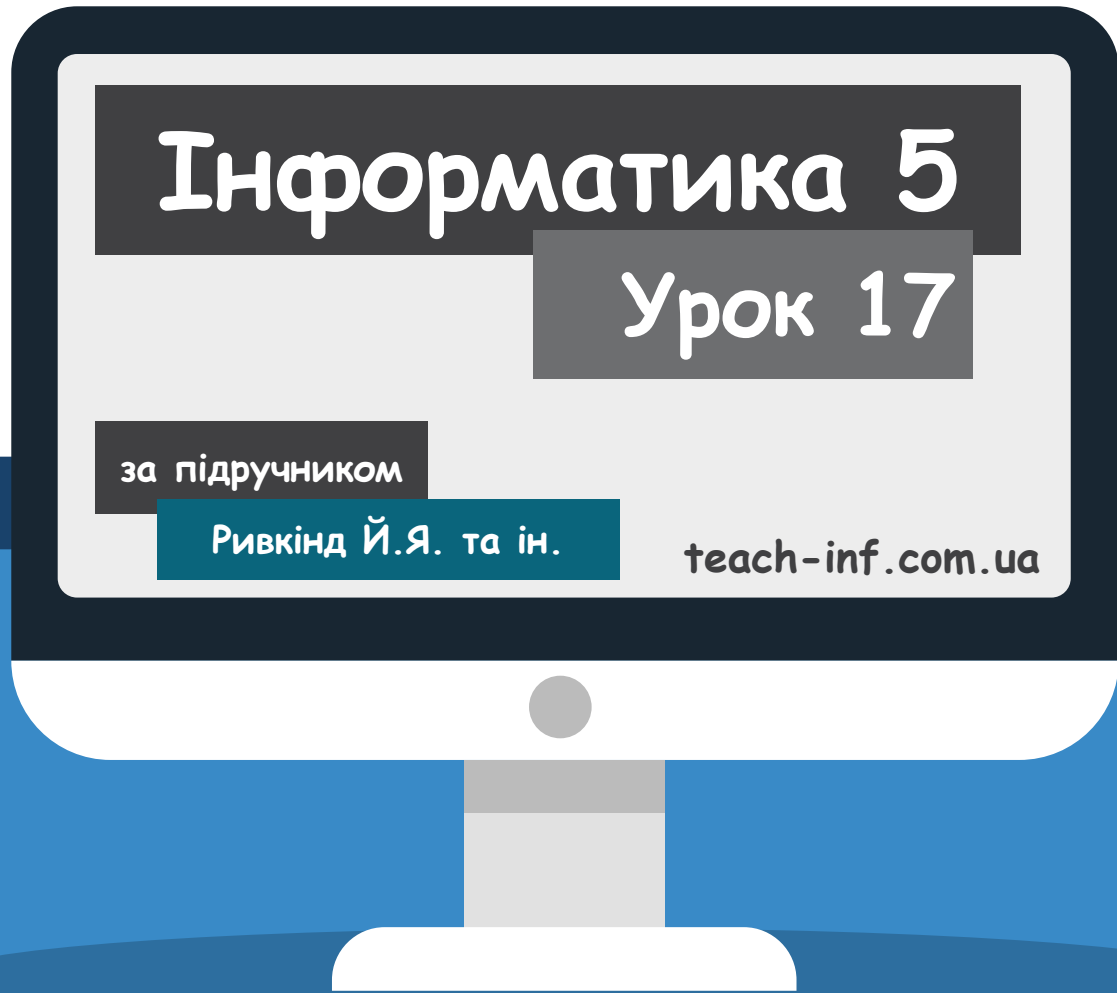 Інформатика 5
Урок 17
за підручником
Ривкінд Й.Я. та ін.
teach-inf.com.ua